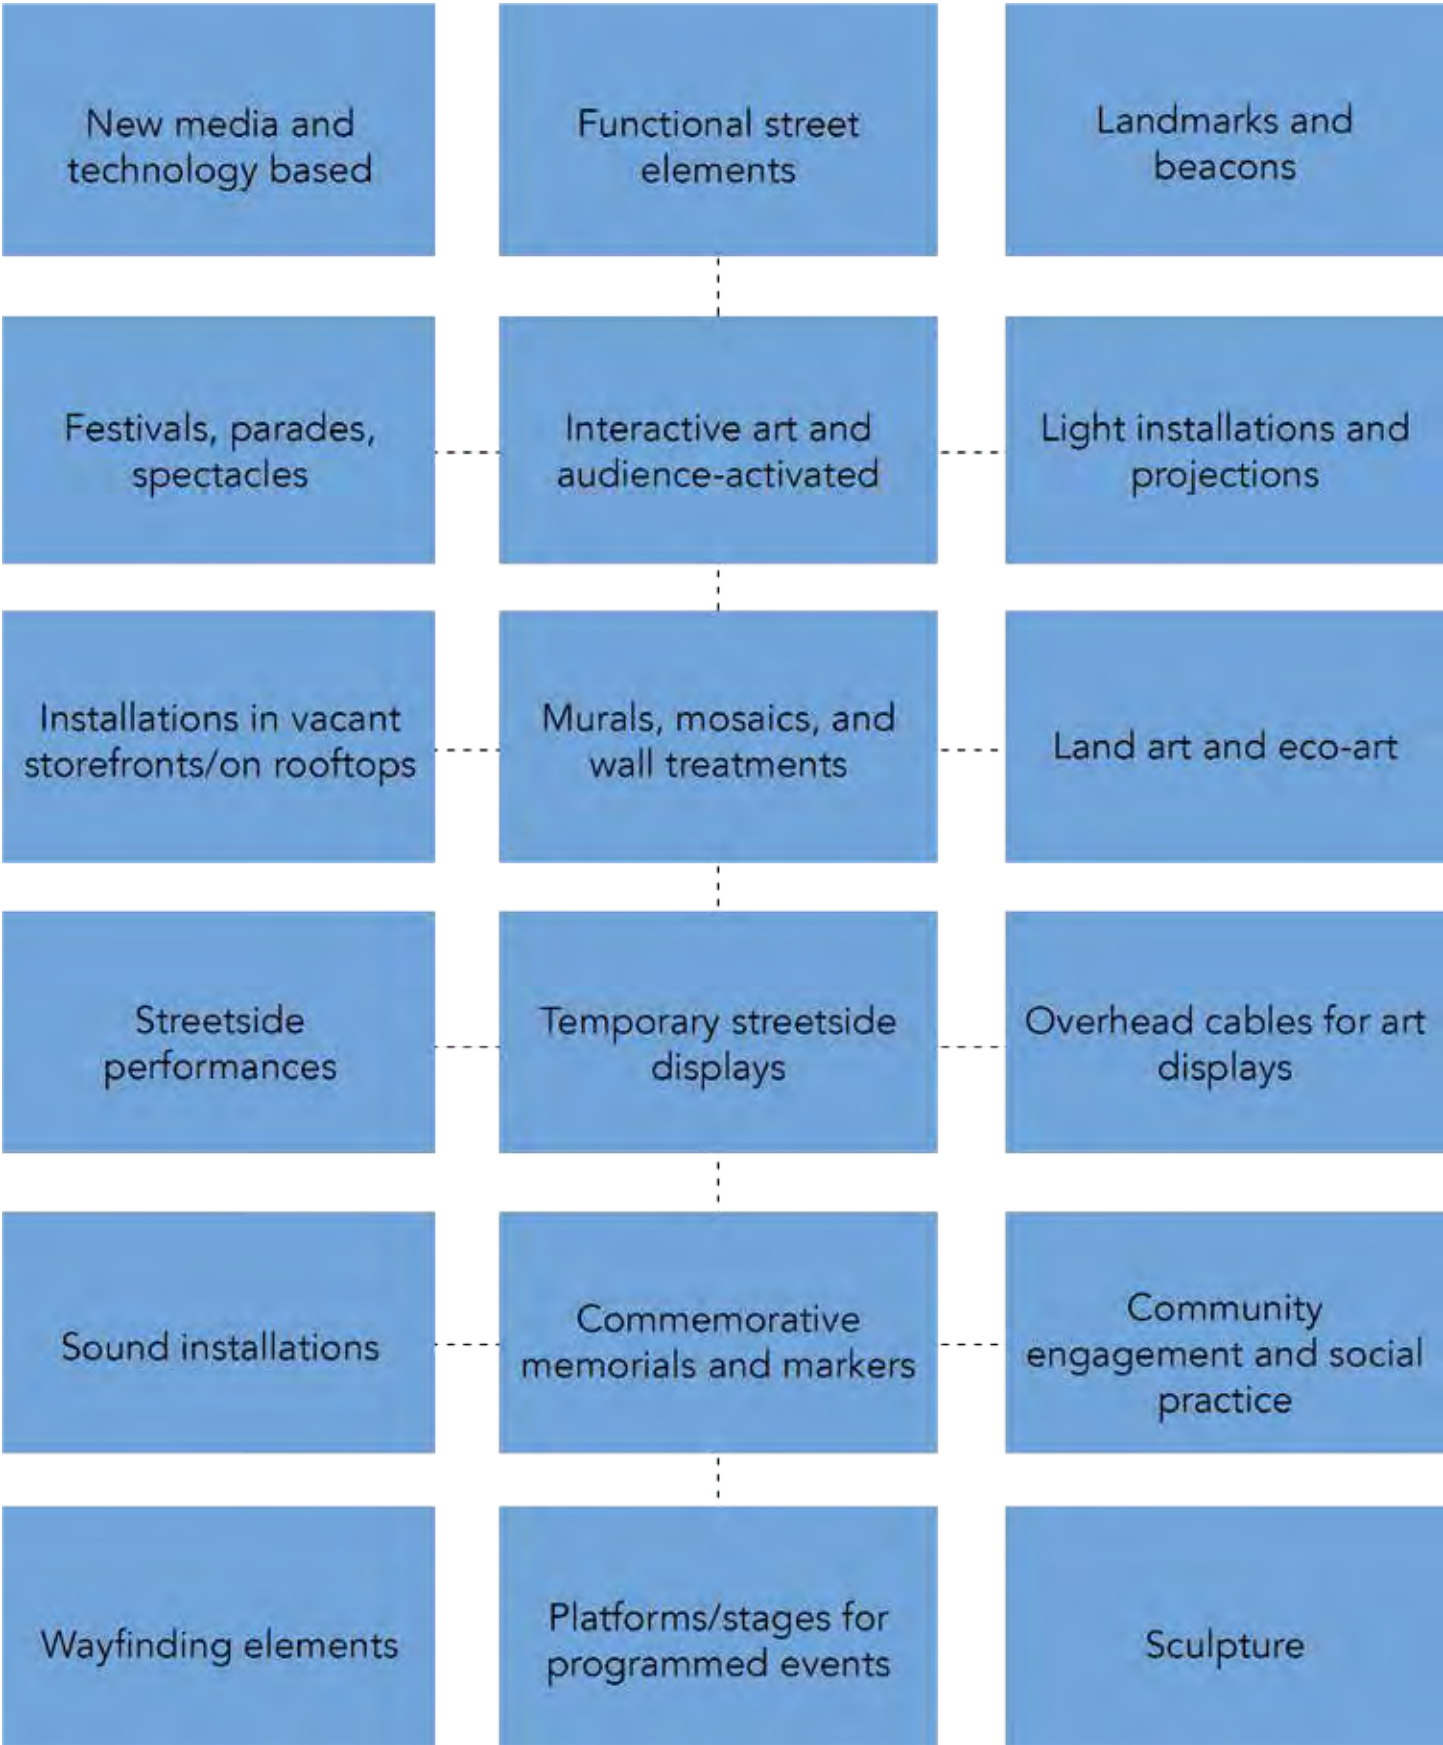 New media and
technology based
Functional street
elements
Landmarks and
beacons
Festivals, parades,
spectacles
Interactive art and
audience-activated
Light installations and
projections
Installations in vacant
storefronts/on rooftops
Murals, mosaics, and
wall treatments
Land art and eco-art
Streetside
performances
Temporary streetside
displays
Overhead cables for art
displays
Sound installations
Commemorative
memorials and markers
Community
engagement and social
practice
Wayfinding elements
Platforms/stages for
programmed events
Sculpture